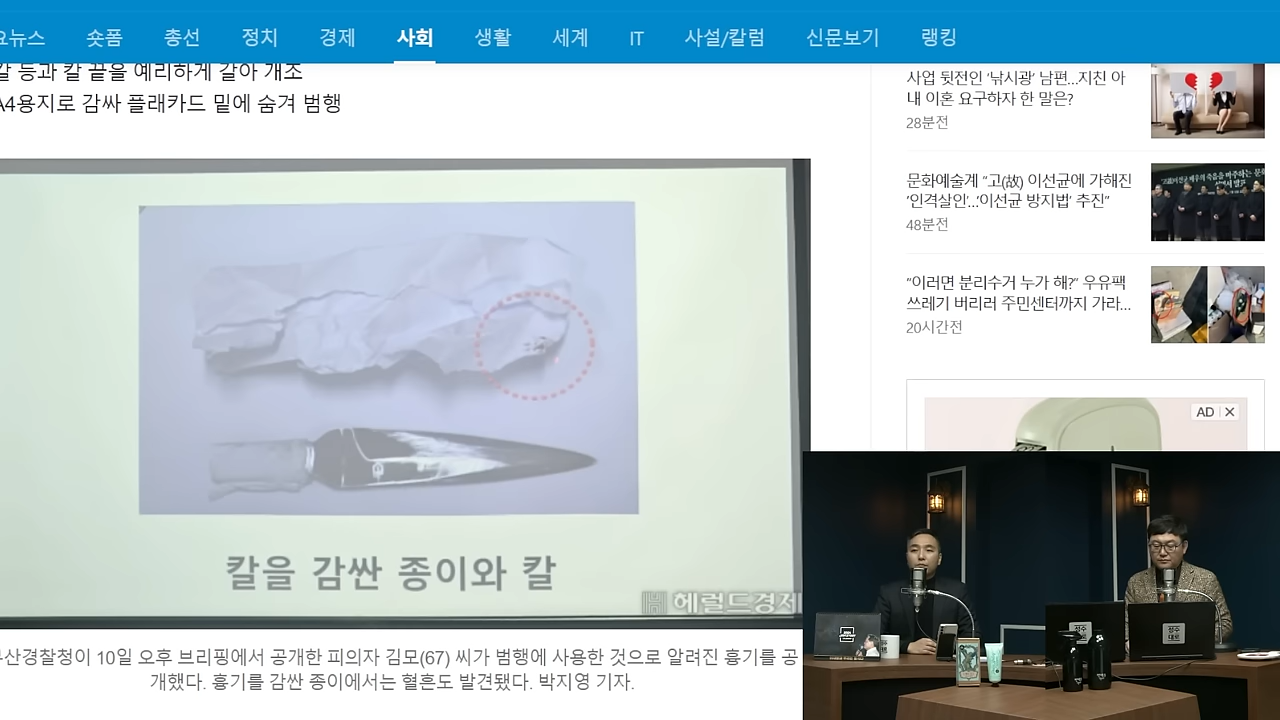 요뉴스 숏폼 총선 정치 경제 사회 생활 세계 IT 사설/칼럼 신문보기 랭킹
칼 등과 칼 끝을 예리하게 갈아 개조
A4용지로 감싸 플래카드 밑에 숨겨 범행
칼을 감싼 종이와 칼
헤럴드경제
부산경찰청이 10일 오후 브리핑에서 공개한 피의자 김모(67) 씨가 범행에 사용한 것으로 알려진 흉기를 공
개했다. 흉기를 감싼 종이에서는 혈흔도 발견됐다. 박지영 기자.
사업 뒷전인 ‘낚시광’ 남편…지친 아
내 이혼 요구하자 한 말은?
28분전
문화예술계 “고(故) 이선균에 가해진
’인격살인’…‘이선균 방지법’ 추진”
48분전
“이러면 분리수거 누가 해?” 우유팩
쓰레기 버리러 주민센터까지 가라…
20시간전
AD
정주
대토